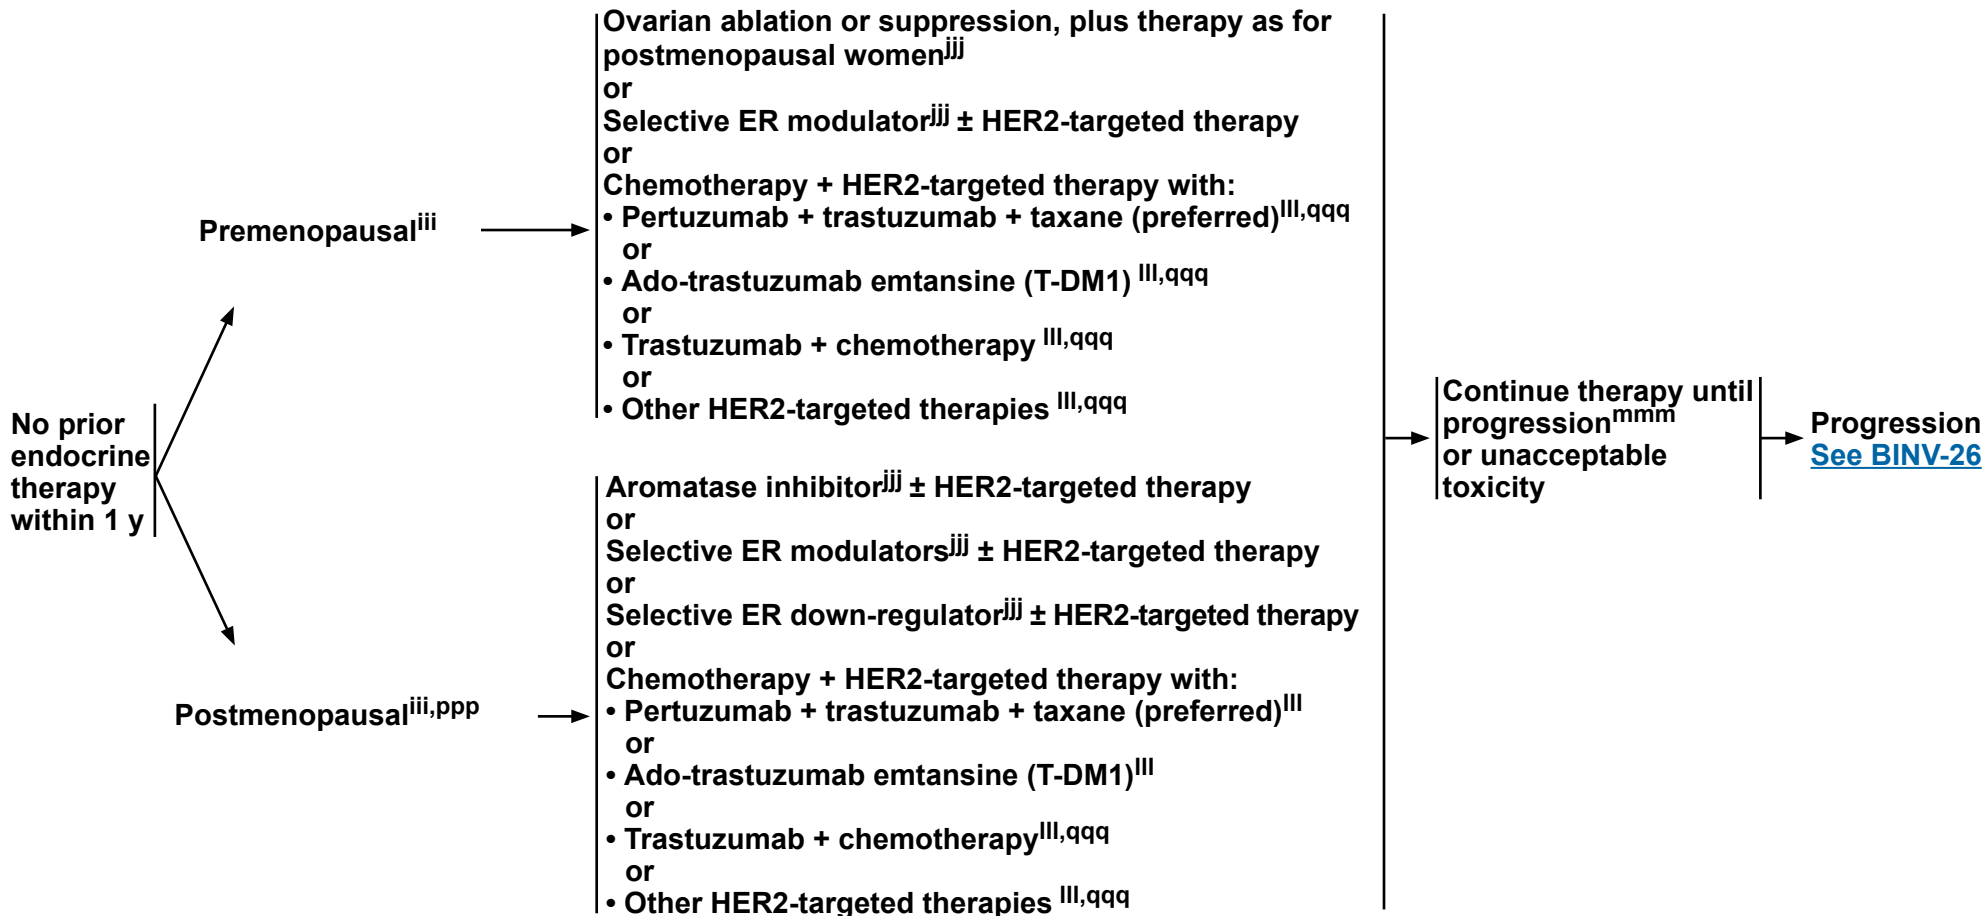 No prior
endocrine
therapy
within 1 y
Premenopausaliii
Ovarian ablation or suppression, plus therapy as for
postmenopausal womenjjj
or
Selective ER modulatorjjj ± HER2-targeted therapy
or
Chemotherapy + HER2-targeted therapy with:
• Pertuzumab + trastuzumab + taxane (preferred)lll,qqq
or
• Ado-trastuzumab emtansine (T-DM1) lll,qqq
or
• Trastuzumab + chemotherapy lll,qqq
or
• Other HER2-targeted therapies lll,qqq
Postmenopausaliii,ppp
Aromatase inhibitorjjj ± HER2-targeted therapy
or
Selective ER modulatorsjjj ± HER2-targeted therapy
or
Selective ER down-regulatorjjj ± HER2-targeted therapy
or
Chemotherapy + HER2-targeted therapy with:
• Pertuzumab + trastuzumab + taxane (preferred)lll
or
• Ado-trastuzumab emtansine (T-DM1)lll
or
• Trastuzumab + chemotherapylll,qqq
or
• Other HER2-targeted therapies lll,qqq
Continue therapy until
progressionmmm
or unacceptable
toxicity
Progression
See BINV-26